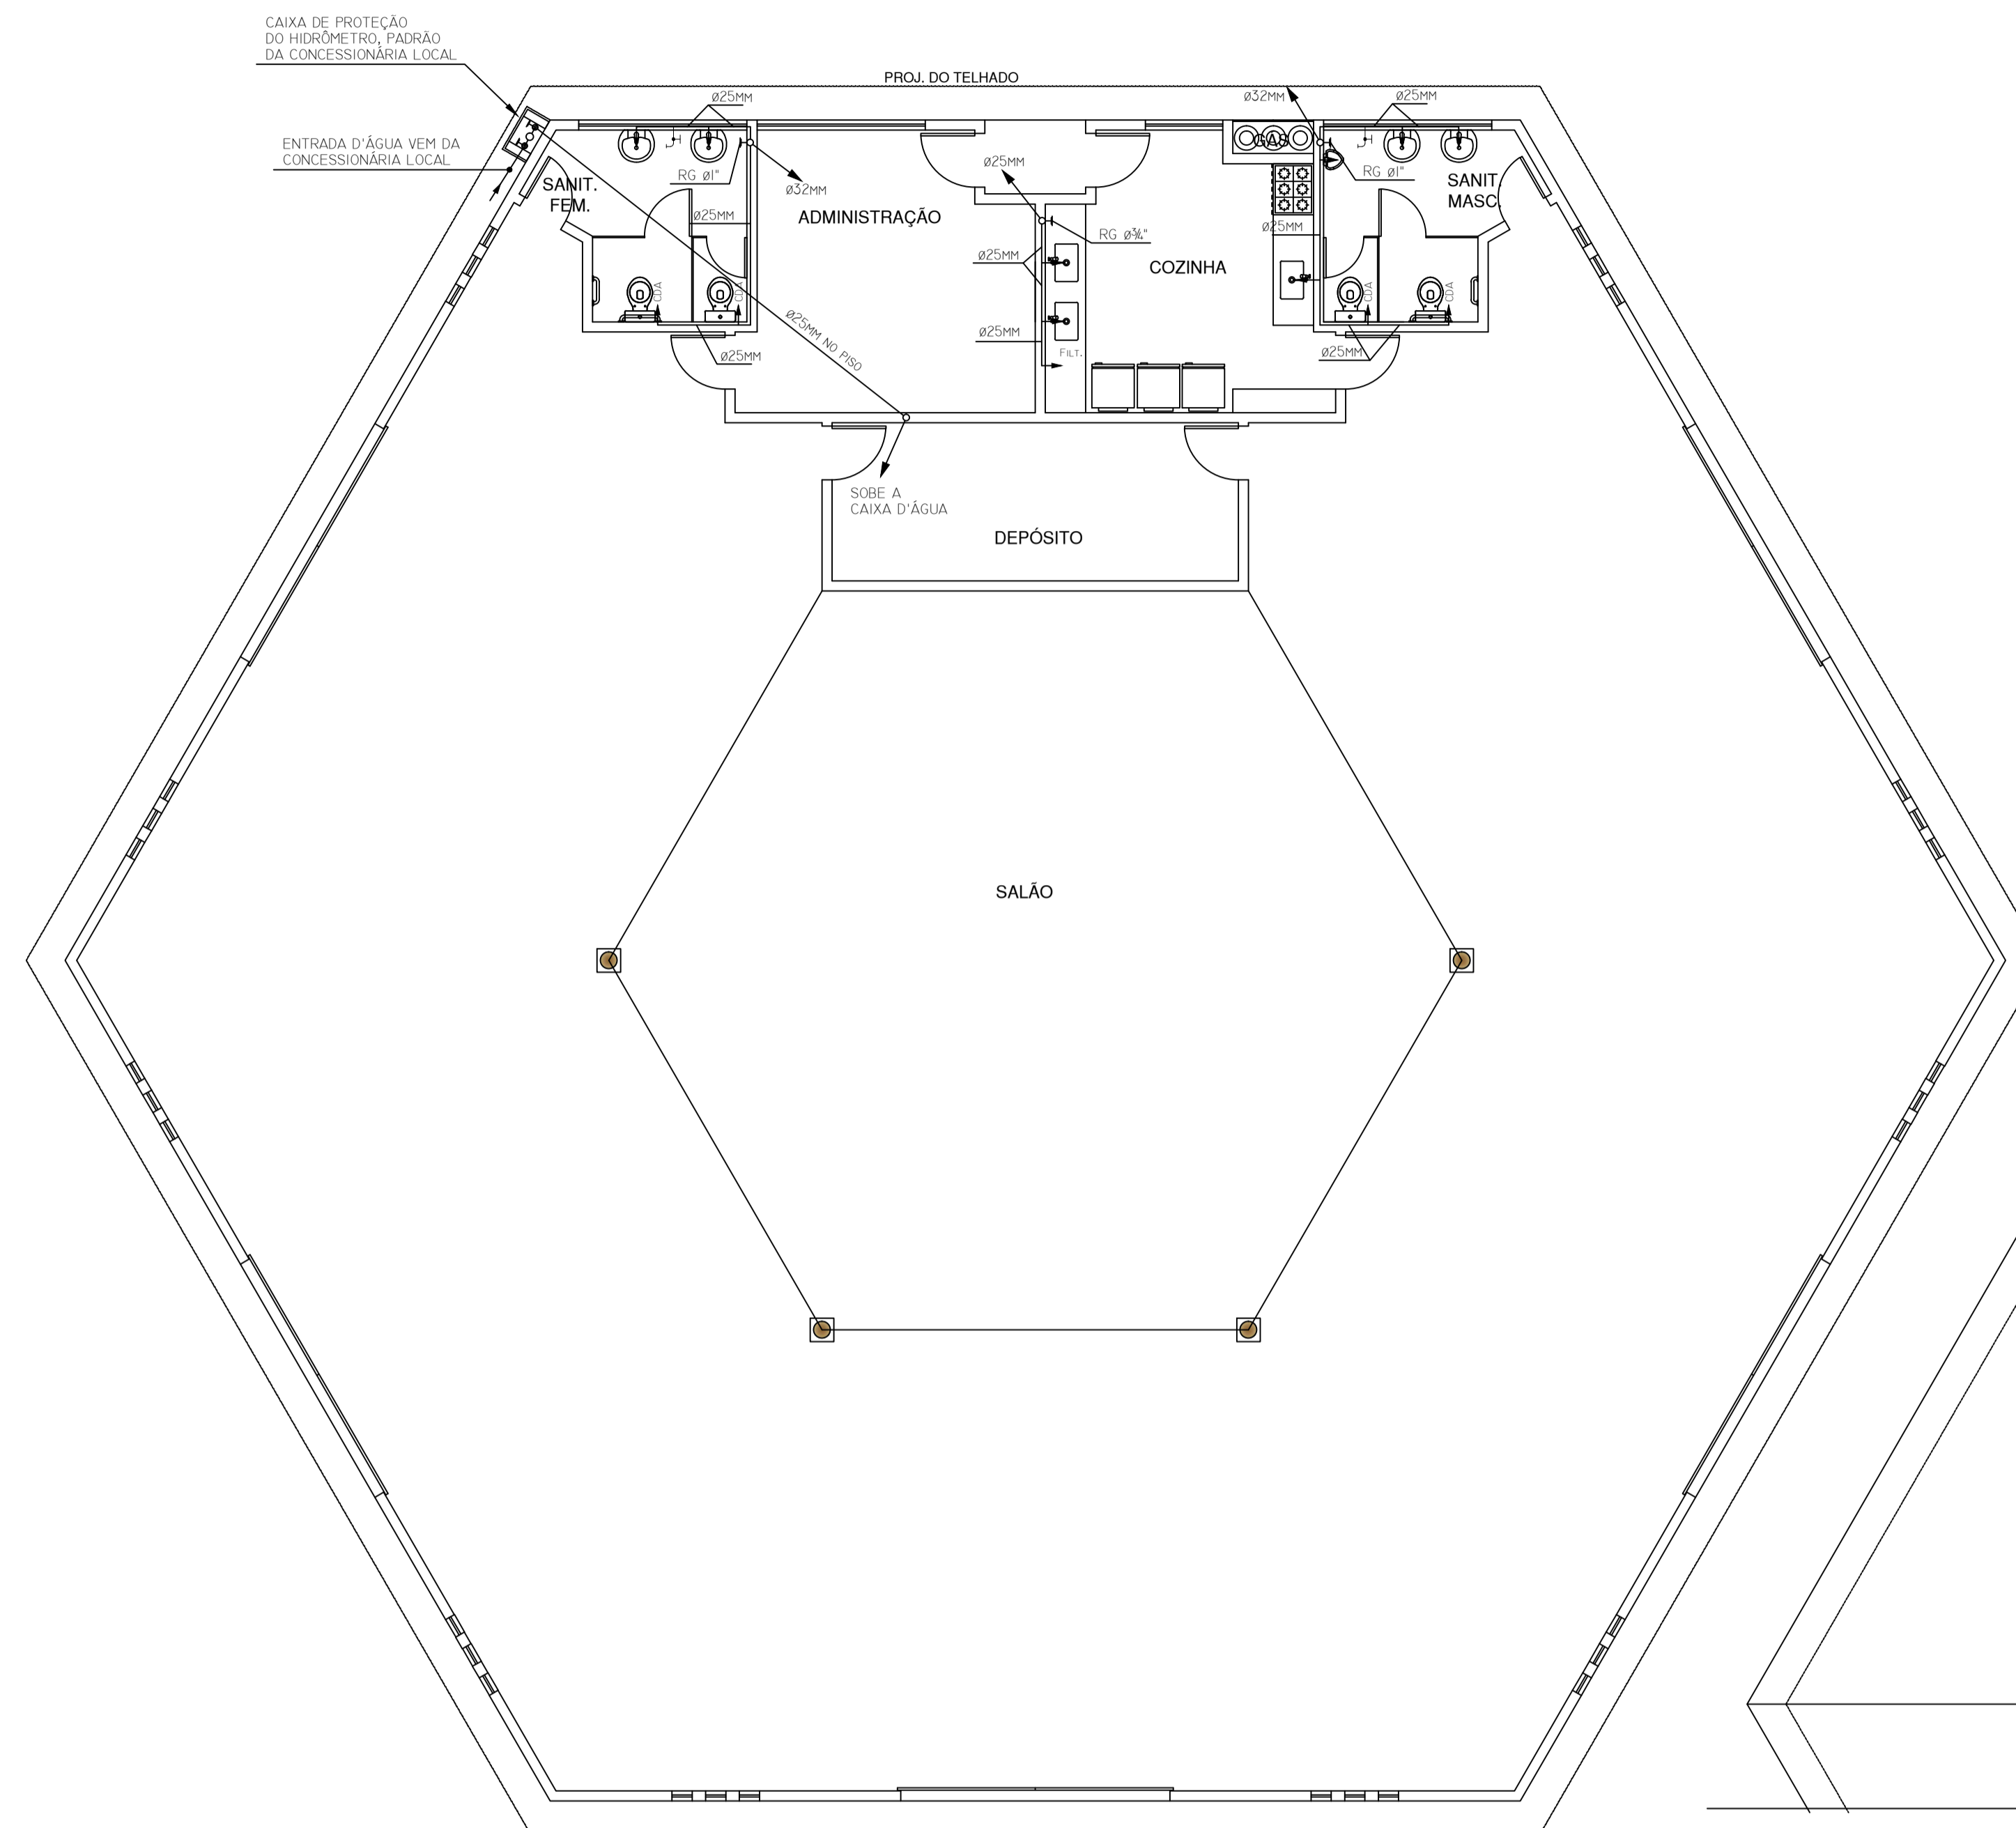 CAIXA DE PROTEÇÃO
DO HIDRÔMETRO, PADRÃO
DA CONCESSIONÁRIA LOCAL
PROJ. DO TELHADO
Ø25MM
Ø32MM
Ø25MM
ENTRADA D'ÁGUA VEM DA
CONCESSIONÁRIA LOCAL
GÁS
SANIT.
FEM.
RG Ø1"
Ø32MM
Ø25MM
RG Ø1"
SANIT.
MASC.
Ø25MM
ADMINISTRAÇÃO
RG Ø¾"
Ø25MM
Ø25MM
COZINHA
CDA
CDA
CDA
CDA
Ø25MM NO PISO
Ø25MM
FILT.
Ø25MM
Ø25MM
SOBE A
CAIXA D'ÁGUA
DEPÓSITO
SALÃO